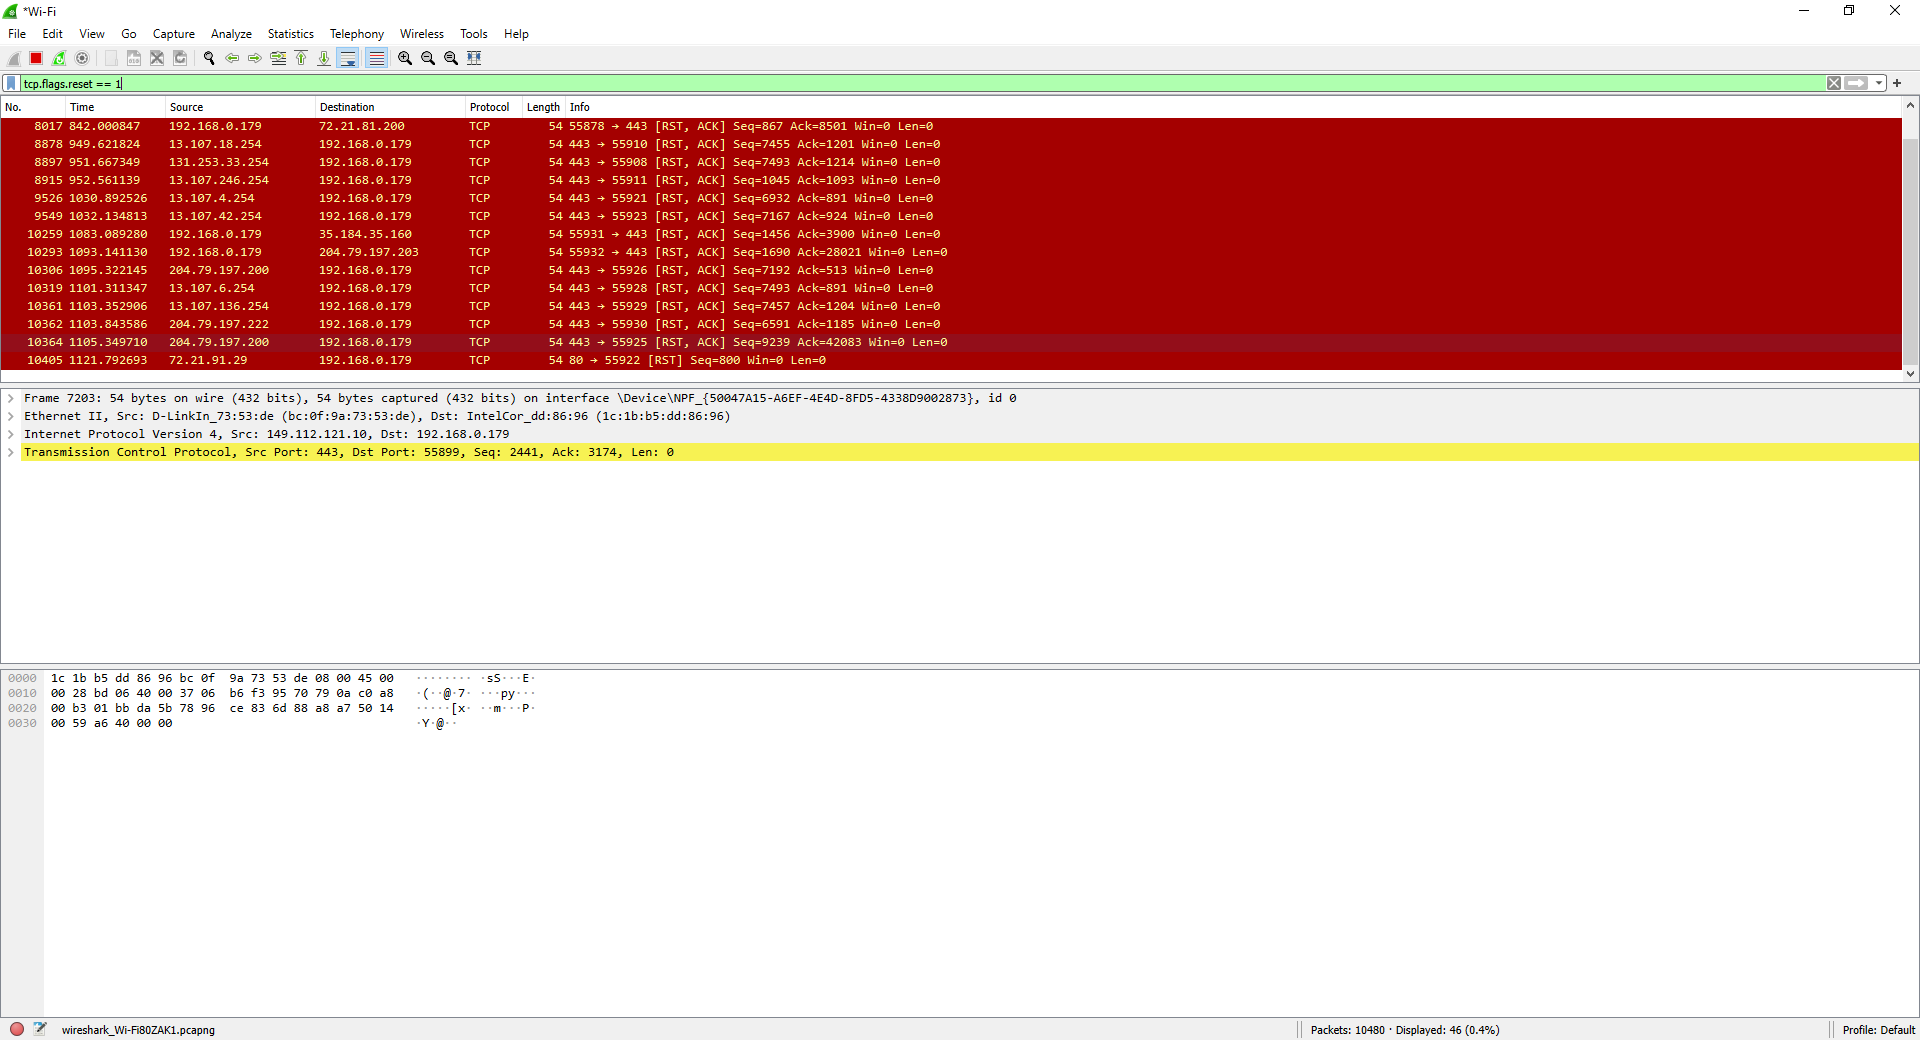 *Wi-Fi
File Edit View Go Capture Analyze Statistics Telephony Wireless Tools Help
tcp.flags.reset == 1
No. Time Source Destination Protocol Length Info
8017 842.000847 192.168.0.179 72.21.81.200 TCP 54 55878 → 443 [RST, ACK] Seq=867 Ack=8501 Win=0 Len=0
8878 949.621824 13.107.18.254 192.168.0.179 TCP 54 443 → 55910 [RST, ACK] Seq=7455 Ack=1201 Win=0 Len=0
8897 951.667349 131.253.33.254 192.168.0.179 TCP 54 443 → 55908 [RST, ACK] Seq=7493 Ack=1214 Win=0 Len=0
8915 952.561139 13.107.246.254 192.168.0.179 TCP 54 443 → 55911 [RST, ACK] Seq=1045 Ack=1093 Win=0 Len=0
9526 1030.892526 13.107.4.254 192.168.0.179 TCP 54 443 → 55921 [RST, ACK] Seq=6932 Ack=891 Win=0 Len=0
9549 1032.134813 13.107.42.254 192.168.0.179 TCP 54 443 → 55923 [RST, ACK] Seq=7167 Ack=924 Win=0 Len=0
10259 1083.089280 192.168.0.179 35.184.35.160 TCP 54 55931 → 443 [RST, ACK] Seq=1456 Ack=3900 Win=0 Len=0
10293 1093.141130 192.168.0.179 204.79.197.203 TCP 54 55932 → 443 [RST, ACK] Seq=1690 Ack=28021 Win=0 Len=0
10306 1095.322145 204.79.197.200 192.168.0.179 TCP 54 443 → 55926 [RST, ACK] Seq=7192 Ack=513 Win=0 Len=0
10319 1101.311347 13.107.6.254 192.168.0.179 TCP 54 443 → 55928 [RST, ACK] Seq=7493 Ack=891 Win=0 Len=0
10361 1103.352906 13.107.136.254 192.168.0.179 TCP 54 443 → 55929 [RST, ACK] Seq=7457 Ack=1204 Win=0 Len=0
10362 1103.843586 204.79.197.222 192.168.0.179 TCP 54 443 → 55930 [RST, ACK] Seq=6591 Ack=1185 Win=0 Len=0
10364 1105.349710 204.79.197.200 192.168.0.179 TCP 54 443 → 55925 [RST, ACK] Seq=9239 Ack=42083 Win=0 Len=0
10405 1121.792693 72.21.91.29 192.168.0.179 TCP 54 80 → 55922 [RST] Seq=800 Win=0 Len=0
Frame 7203: 54 bytes on wire (432 bits), 54 bytes captured (432 bits) on interface \Device\NPF_{50047A15-A6EF-4E4D-8FD5-4338D9002873}, id 0
Ethernet II, Src: D-LinkIn_73:53:de (bc:0f:9a:73:53:de), Dst: IntelCor_dd:86:96 (1c:1b:b5:dd:86:96)
Internet Protocol Version 4, Src: 149.112.121.10, Dst: 192.168.0.179
Transmission Control Protocol, Src Port: 443, Dst Port: 55899, Seq: 2441, Ack: 3174, Len: 0
0000 1c 1b b5 dd 86 96 bc 0f 9a 73 53 de 08 00 45 00 ········ ·sS···E·
0010 00 28 bd 06 40 00 37 06 b6 f3 95 70 79 0a c0 a8 ·(··@·7· ···py···
0020 00 b3 01 bb da 5b 78 96 ce 83 6d 88 a8 a7 50 14 ·····[x· ··m···P·
0030 00 59 a6 40 00 00 ·Y·@··
wireshark_Wi-Fi80ZAK1.pcapng Packets: 10480 · Displayed: 46 (0.4%) Profile: Default